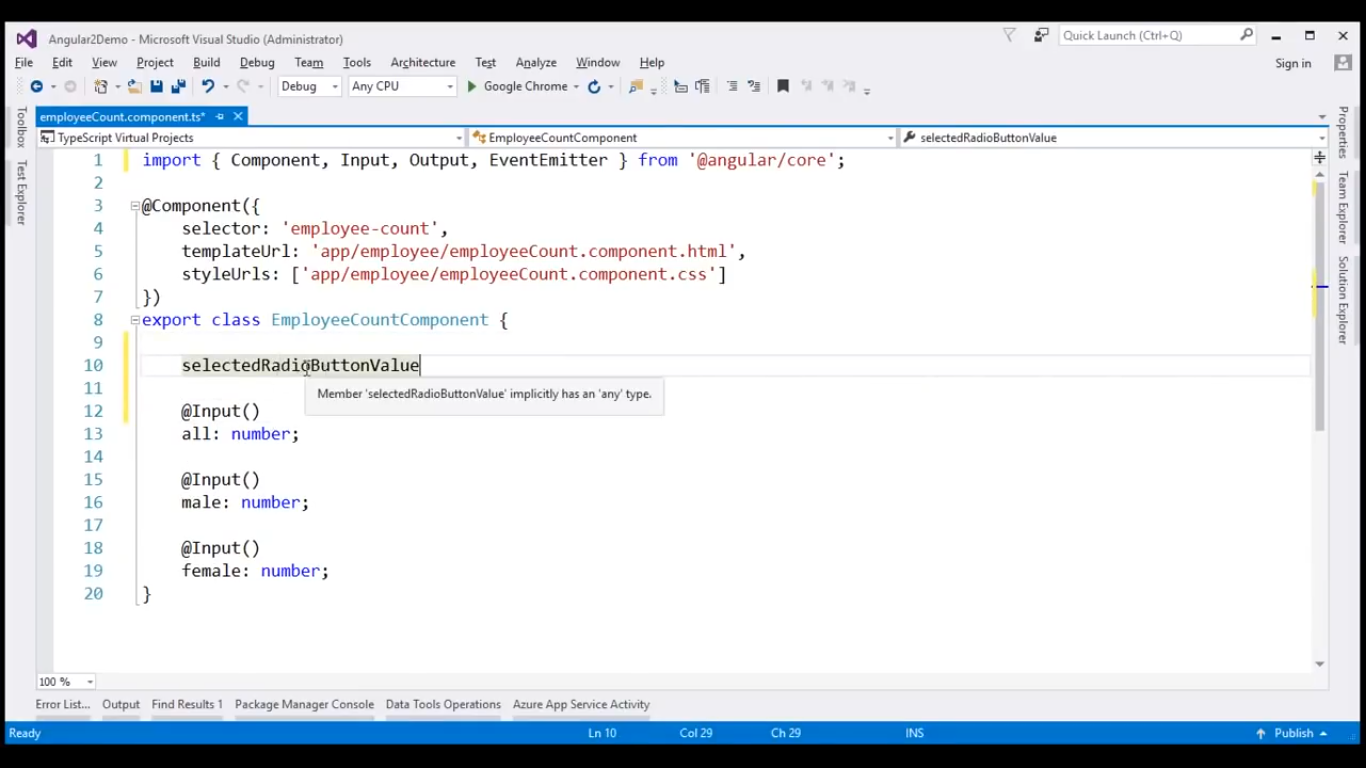 Angular2Demo - Microsoft Visual Studio (Administrator)
Quick Launch (Ctrl+Q)
File Edit View Project Build Debug Team Tools Architecture Test Analyze Window Help
Sign in
Debug Any CPU Google Chrome
Toolbox
Test Explorer
employeeCount.component.ts*
TypeScript Virtual Projects EmployeeCountComponent selectedRadioButtonValue
1 import { Component, Input, Output, EventEmitter } from '@angular/core';
2
3 @Component({
4 selector: 'employee-count',
5 templateUrl: 'app/employee/employeeCount.component.html',
6 styleUrls: ['app/employee/employeeCount.component.css']
7 })
8 export class EmployeeCountComponent {
9
10 selectedRadioButtonValue
11
Member 'selectedRadioButtonValue' implicitly has an 'any' type.
12 @Input()
13 all: number;
14
15 @Input()
16 male: number;
17
18 @Input()
19 female: number;
20 }
Properties
Team Explorer
Solution Explorer
100 %
Error List... Output Find Results 1 Package Manager Console Data Tools Operations Azure App Service Activity
Ready Ln 10 Col 29 Ch 29 INS Publish